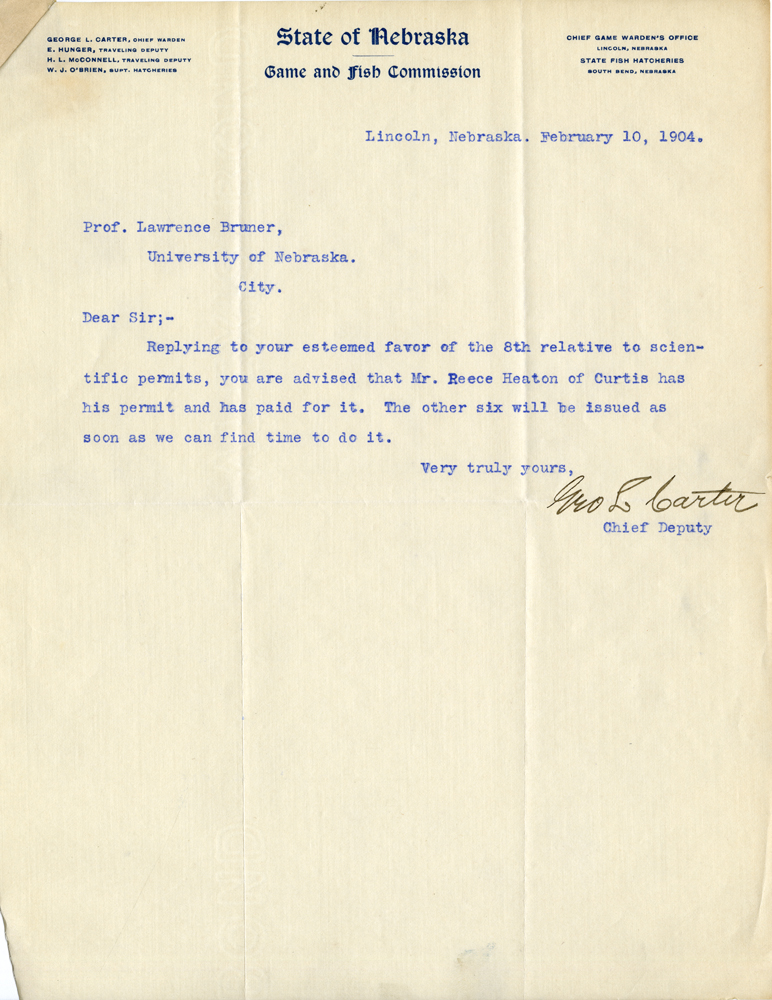 GEORGE L. CARTER, CHIEF WARDEN
E. HUNGER, TRAVELING DEPUTY
H. L. McCONNELL, TRAVELING DEPUTY
W. J. O'BRIEN, SUPT. HATCHERIES
State of Nebraska
Game and Fish Commission
CHIEF GAME WARDEN'S OFFICE
LINCOLN, NEBRASKA
STATE FISH HATCHERIES
SOUTH BEND, NEBRASKA
Lincoln, Nebraska. February 10, 1904.
Prof. Lawrence Bruner,
University of Nebraska.
City.
Dear Sir;-
Replying to your esteemed favor of the 8th relative to scien-
tific permits, you are advised that Mr. Reece Heaton of Curtis has
his permit and has paid for it. The other six will be issued as
soon as we can find time to do it.
Very truly yours,
Geo L Carter
Chief Deputy